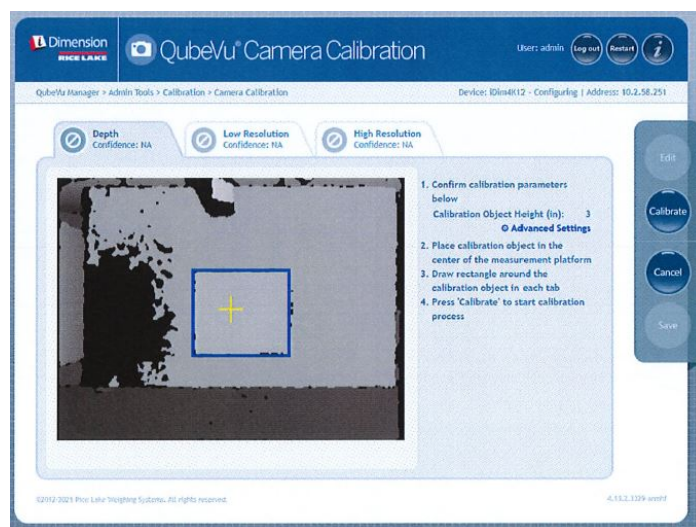 Dimension
RICE LAKE
QubeVu® Camera Calibration
User: admin
Log out
Restart
i
QubeVu Manager > Admin Tools > Calibration > Camera Calibration
Device: iDim4K12 - Configuring | Address: 10.2.58.251
Depth
Confidence: NA
Low Resolution
Confidence: NA
High Resolution
Confidence: NA
1. Confirm calibration parameters
below
Calibration Object Height (in): 3
Advanced Settings
2. Place calibration object in the
center of the measurement platform
3. Draw rectangle around the
calibration object in each tab
4. Press 'Calibrate' to start calibration
process
Edit
Calibrate
Cancel
Save
©2012-2021 Rice Lake Weighing Systems. All rights reserved.